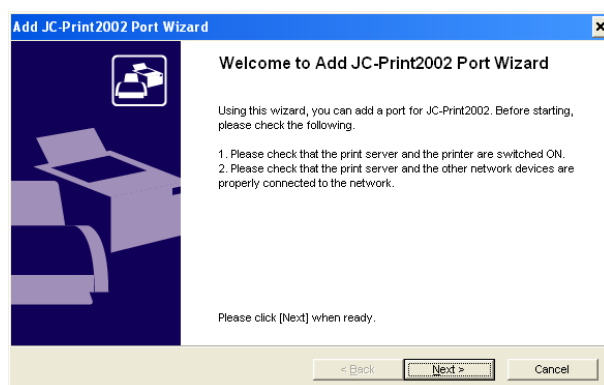 Add JC-Print2002 Port Wizard
Welcome to Add JC-Print2002 Port Wizard
Using this wizard, you can add a port for JC-Print2002. Before starting,
please check the following.
1. Please check that the print server and the printer are switched ON.
2. Please check that the print server and the other network devices are
properly connected to the network.
Please click [Next] when ready.
< Back Next > Cancel